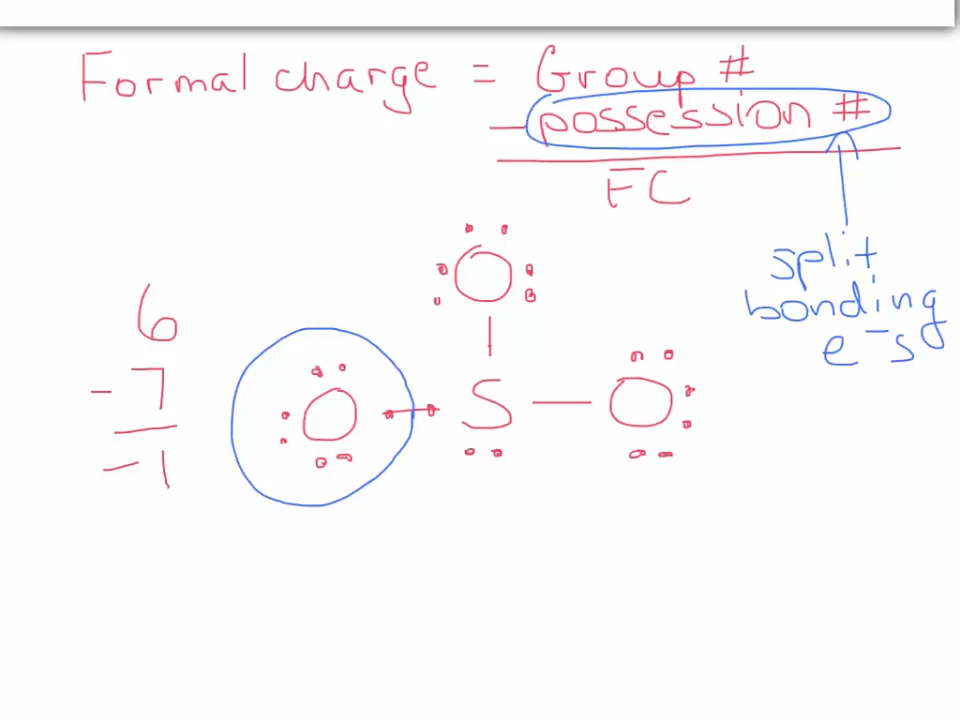 Formal charge = Group #
- possession #
FC
split
bonding
e⁻s
6
- 7
- 1
O
O - S - O